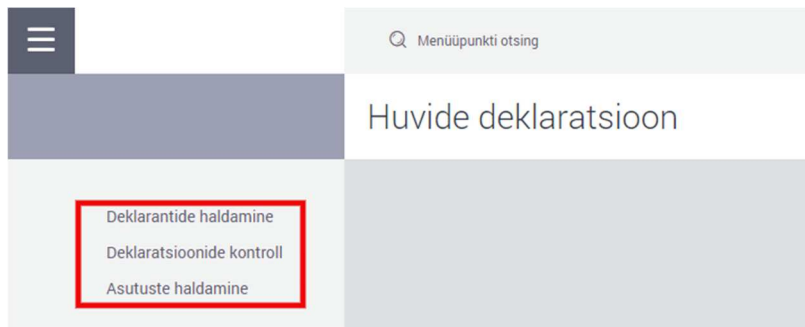 Menüüpunkti otsing
Huvide deklaratsioon
Deklarantide haldamine
Deklaratsioonide kontroll
Asutuste haldamine